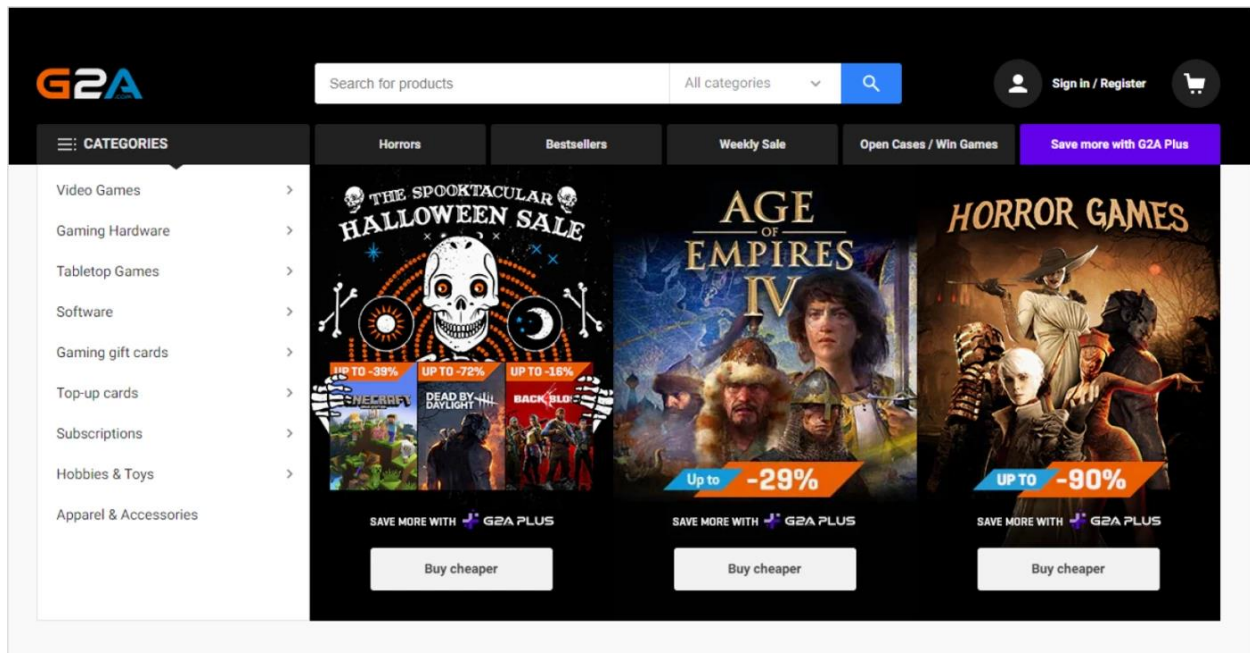 G2A
.com
Search for products
All categories
Sign in / Register
CATEGORIES
Horrors
Bestsellers
Weekly Sale
Open Cases / Win Games
Save more with G2A Plus
Video Games
Gaming Hardware
Tabletop Games
Software
Gaming gift cards
Top-up cards
Subscriptions
Hobbies & Toys
Apparel & Accessories
THE SPOOKTACULAR
HALLOWEEN SALE
UP TO -39%
UP TO -72%
UP TO -16%
DEAD BY
DAYLIGHT
BACK 4 BLO
SAVE MORE WITH G2A PLUS
Buy cheaper
AGE
OF
EMPIRES
IV
Up to -29%
SAVE MORE WITH G2A PLUS
Buy cheaper
HORROR GAMES
UP TO -90%
SAVE MORE WITH G2A PLUS
Buy cheaper